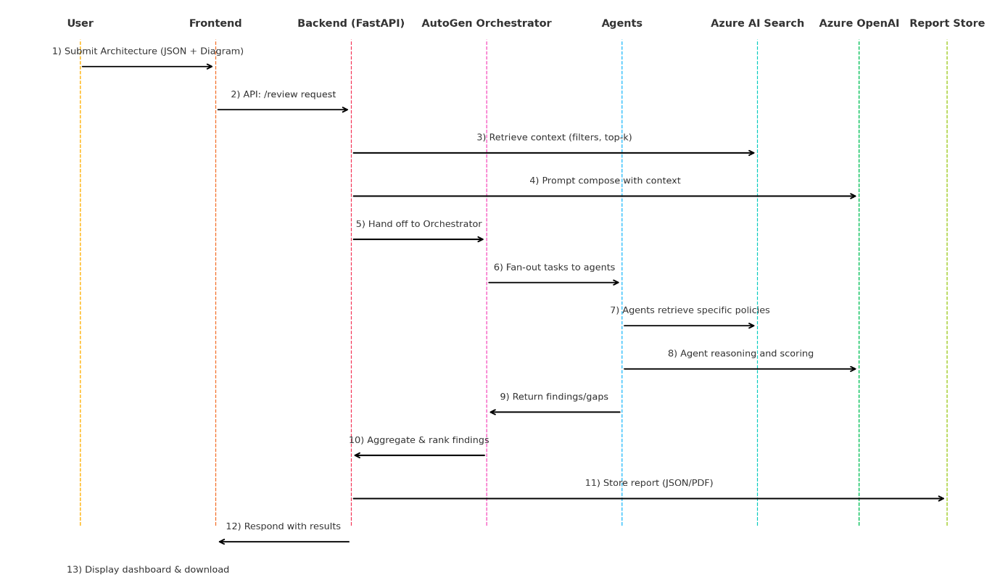 User Frontend Backend (FastAPI) AutoGen Orchestrator Agents Azure AI Search Azure OpenAI Report Store
1) Submit Architecture (JSON + Diagram)
2) API: /review request
3) Retrieve context (filters, top-k)
4) Prompt compose with context
5) Hand off to Orchestrator
6) Fan-out tasks to agents
7) Agents retrieve specific policies
8) Agent reasoning and scoring
9) Return findings/gaps
10) Aggregate & rank findings
11) Store report (JSON/PDF)
12) Respond with results
13) Display dashboard & download